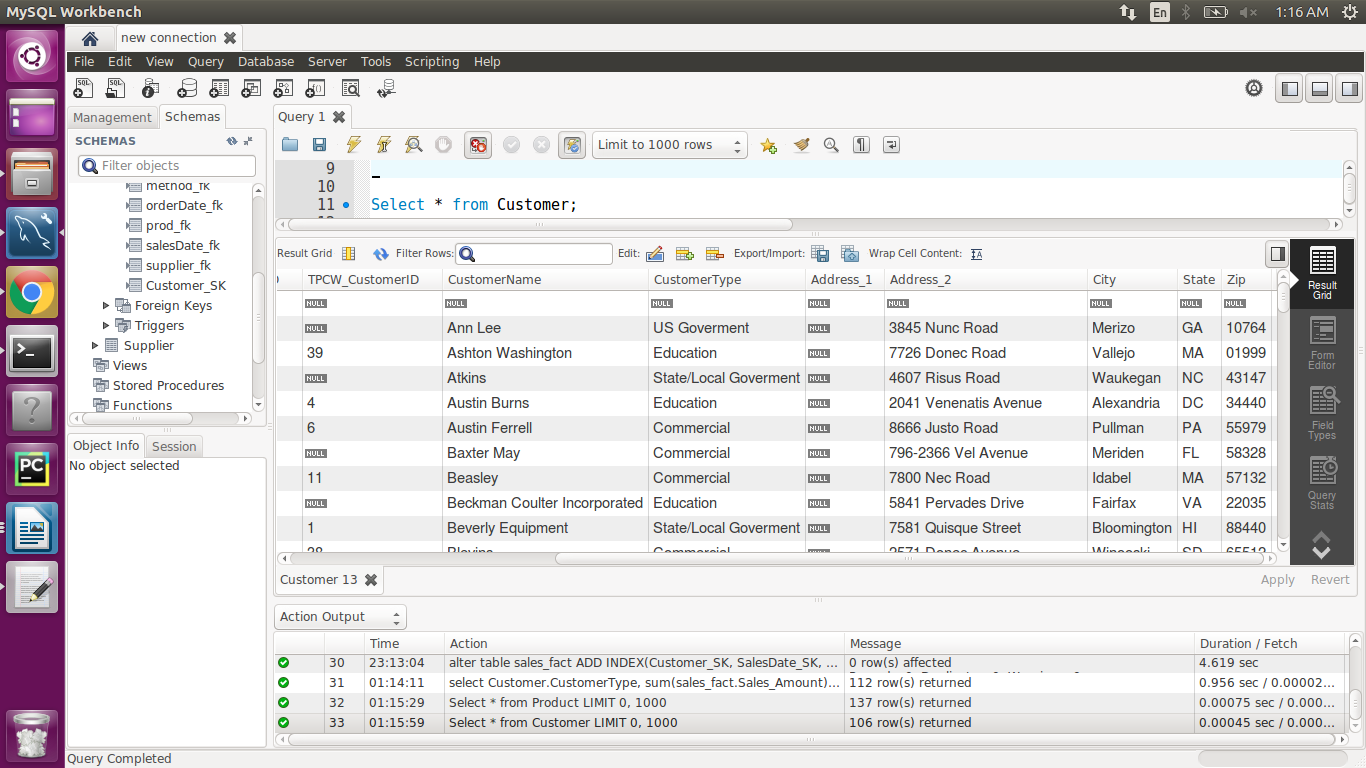 MySQL Workbench
En
1:16 AM
new connection
File Edit View Query Database Server Tools Scripting Help
Management Schemas
Query 1
SCHEMAS
Filter objects
Limit to 1000 rows
method_fk
orderDate_fk
prod_fk
salesDate_fk
supplier_fk
Customer_SK
Foreign Keys
Triggers
Supplier
Views
Stored Procedures
Functions
9
10
11 Select * from Customer;
Result Grid Filter Rows: Edit: Export/Import: Wrap Cell Content:
TPCW_CustomerID CustomerName CustomerType Address_1 Address_2 City State Zip
NULL NULL NULL NULL NULL NULL NULL NULL
NULL Ann Lee US Goverment NULL 3845 Nunc Road Merizo GA 10764
39 Ashton Washington Education NULL 7726 Donec Road Vallejo MA 01999
NULL Atkins State/Local Goverment NULL 4607 Risus Road Waukegan NC 43147
4 Austin Burns Education NULL 2041 Venenatis Avenue Alexandria DC 34440
6 Austin Ferrell Commercial NULL 8666 Justo Road Pullman PA 55979
NULL Baxter May Commercial NULL 796-2366 Vel Avenue Meriden FL 58328
11 Beasley Commercial NULL 7800 Nec Road Idabel MA 57132
NULL Beckman Coulter Incorporated Education NULL 5841 Pervades Drive Fairfax VA 22035
1 Beverly Equipment State/Local Goverment NULL 7581 Quisque Street Bloomington HI 88440
Commercial NULL
Result
Grid
Form
Editor
Field
Types
Query
Stats
Object Info Session
No object selected
Customer 13
Apply Revert
Action Output
Time Action Message Duration / Fetch
30 23:13:04 alter table sales_fact ADD INDEX(Customer_SK, SalesDate_SK, ... 0 row(s) affected 4.619 sec
31 01:14:11 select Customer.CustomerType, sum(sales_fact.Sales_Amount)... 112 row(s) returned 0.956 sec / 0.00002...
32 01:15:29 Select * from Product LIMIT 0, 1000 137 row(s) returned 0.00075 sec / 0.000...
33 01:15:59 Select * from Customer LIMIT 0, 1000 106 row(s) returned 0.00045 sec / 0.000...
Query Completed
PC